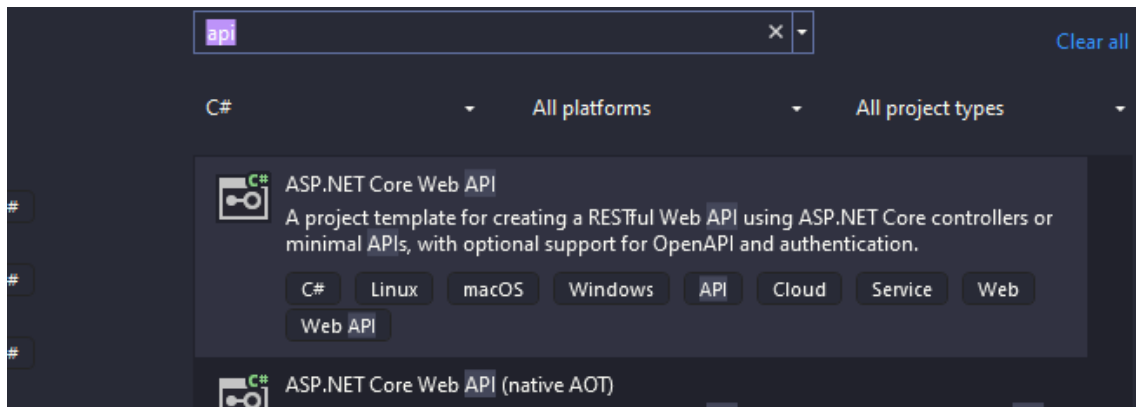 api
Clear all
C# All platforms All project types
#
#
#
C#
ASP.NET Core Web API
A project template for creating a RESTful Web API using ASP.NET Core controllers or
minimal APIs, with optional support for OpenAPI and authentication.
C# Linux macOS Windows API Cloud Service Web
Web API
C#
ASP.NET Core Web API (native AOT)